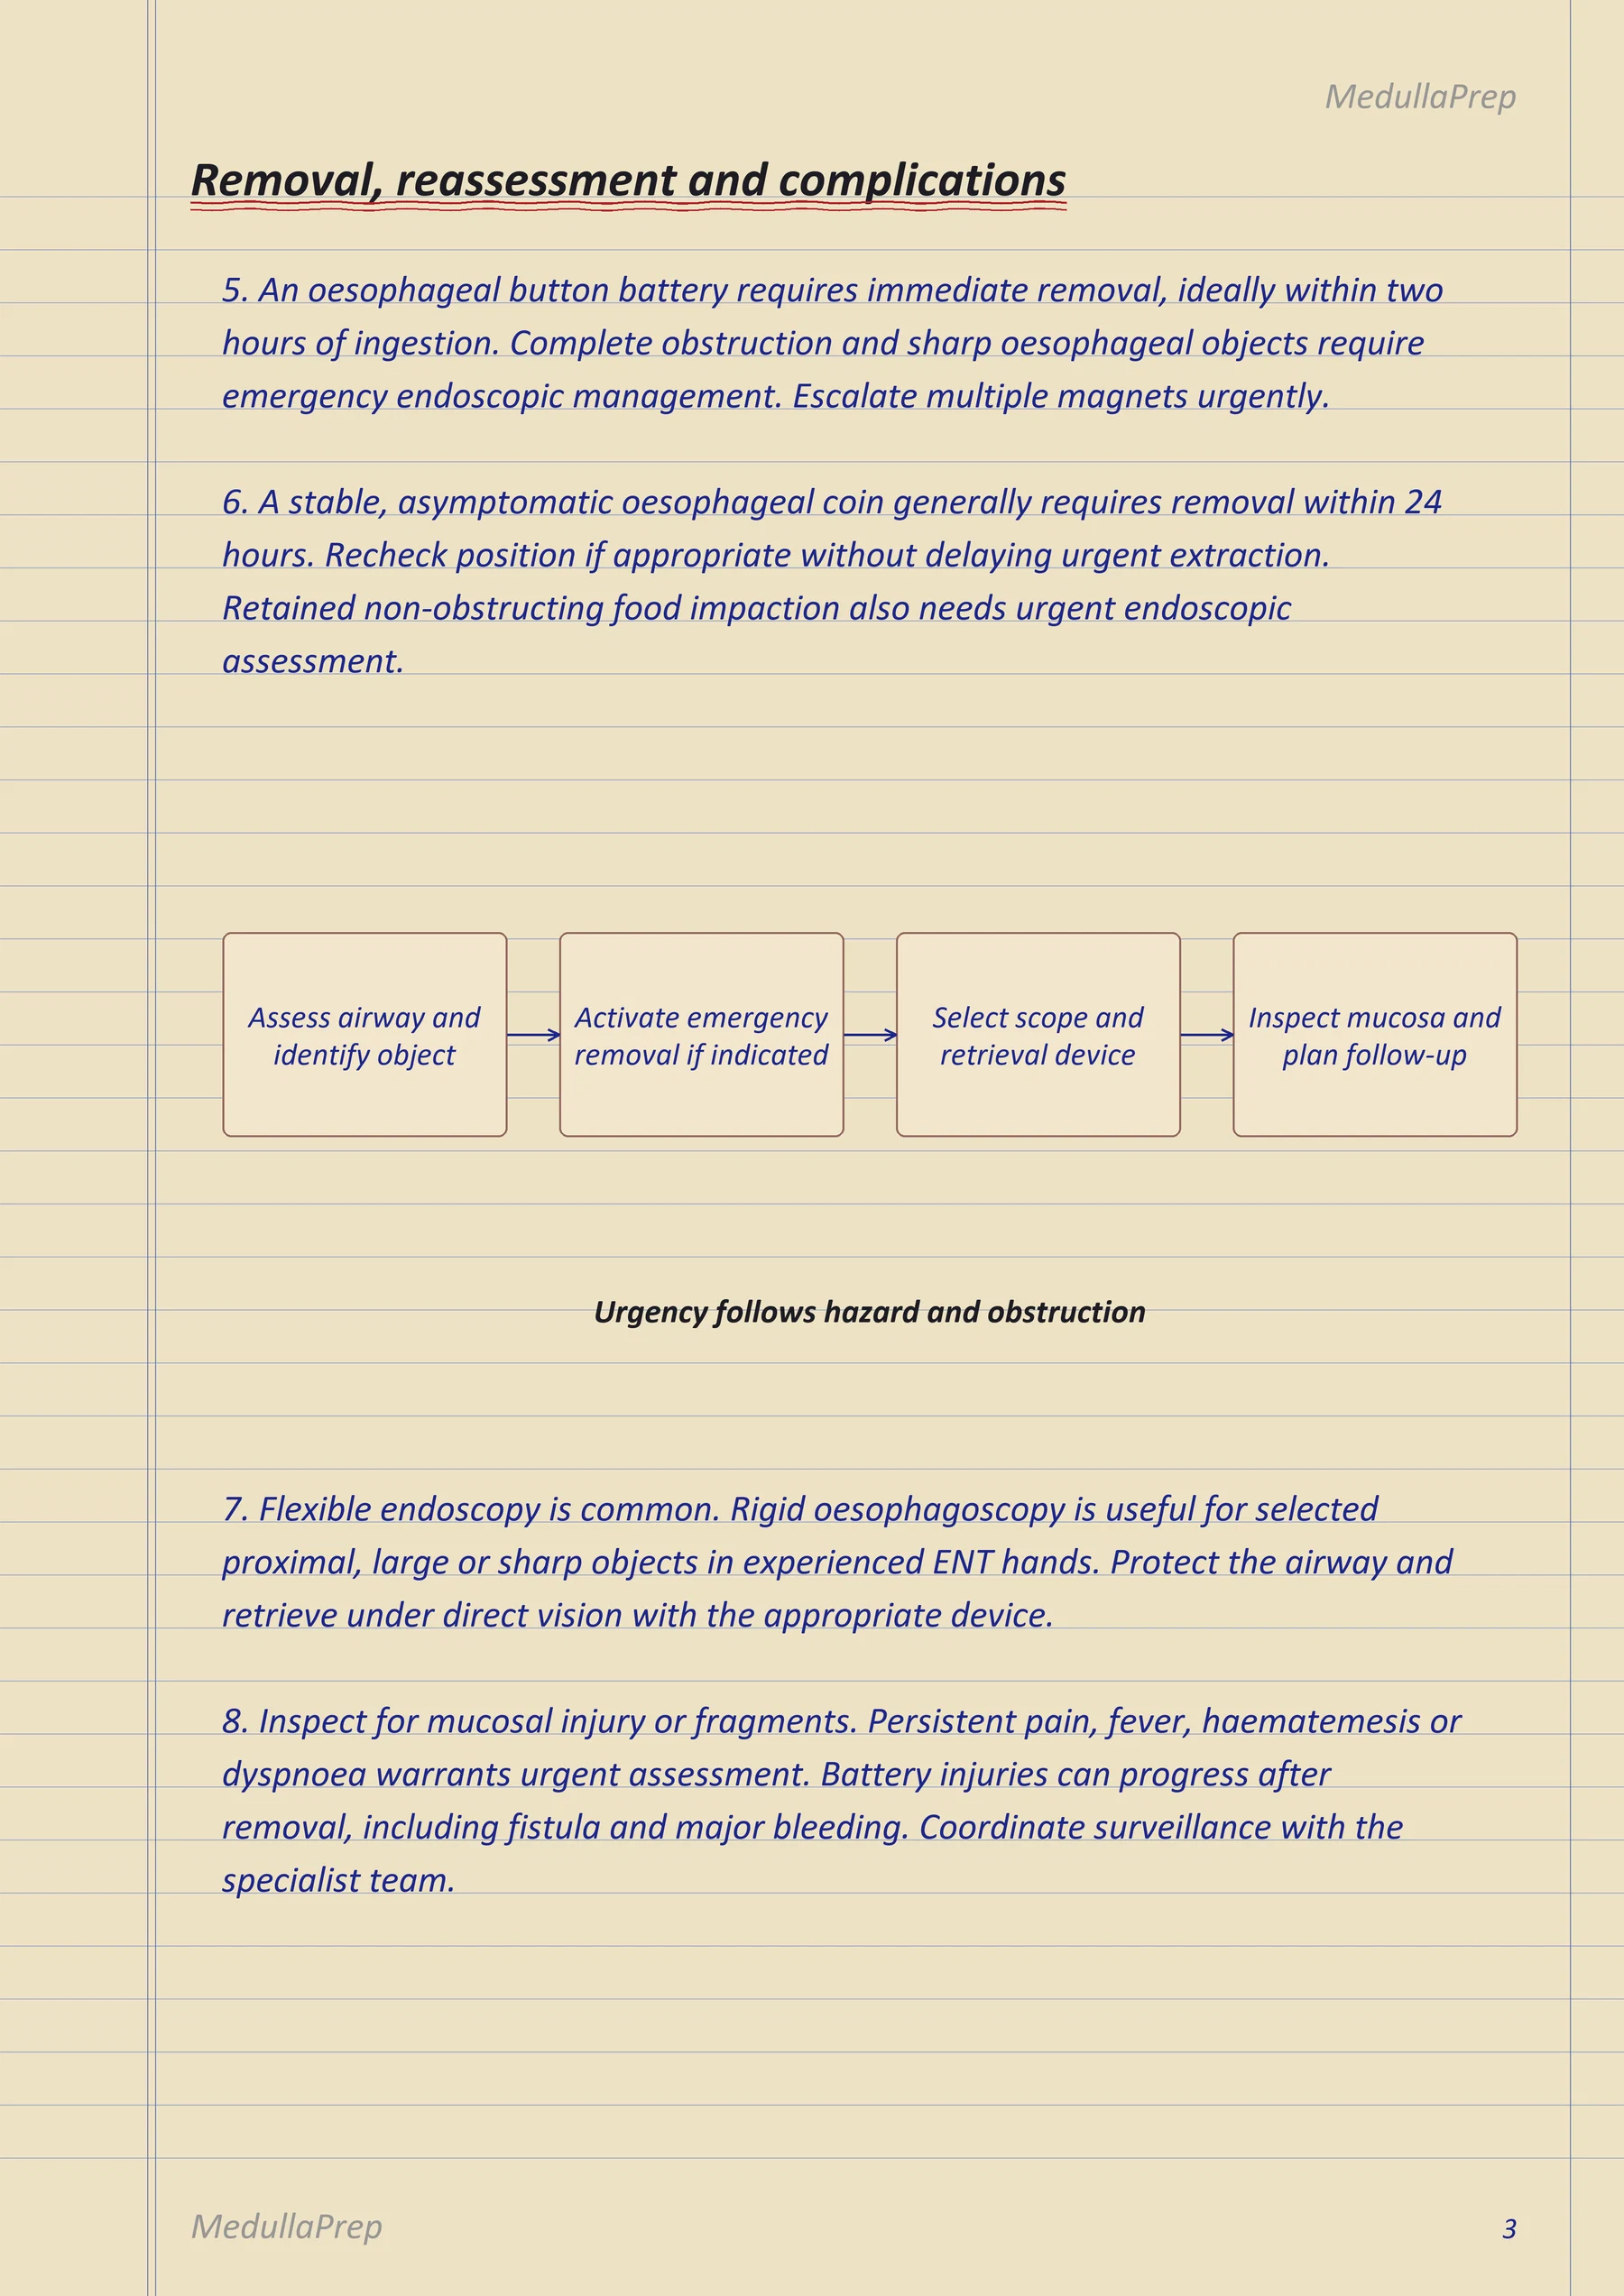 MedullaPrep
Removal, reassessment and complications
5. An oesophageal button battery requires immediate removal, ideally within two
hours of ingestion. Complete obstruction and sharp oesophageal objects require
emergency endoscopic management. Escalate multiple magnets urgently.
6. A stable, asymptomatic oesophageal coin generally requires removal within 24
hours. Recheck position if appropriate without delaying urgent extraction.
Retained non-obstructing food impaction also needs urgent endoscopic
assessment.
Assess airway and
identify object
Activate emergency
removal if indicated
Select scope and
retrieval device
Inspect mucosa and
plan follow-up
Urgency follows hazard and obstruction
7. Flexible endoscopy is common. Rigid oesophagoscopy is useful for selected
proximal, large or sharp objects in experienced ENT hands. Protect the airway and
retrieve under direct vision with the appropriate device.
8. Inspect for mucosal injury or fragments. Persistent pain, fever, haematemesis or
dyspnoea warrants urgent assessment. Battery injuries can progress after
removal, including fistula and major bleeding. Coordinate surveillance with the
specialist team.
MedullaPrep
3